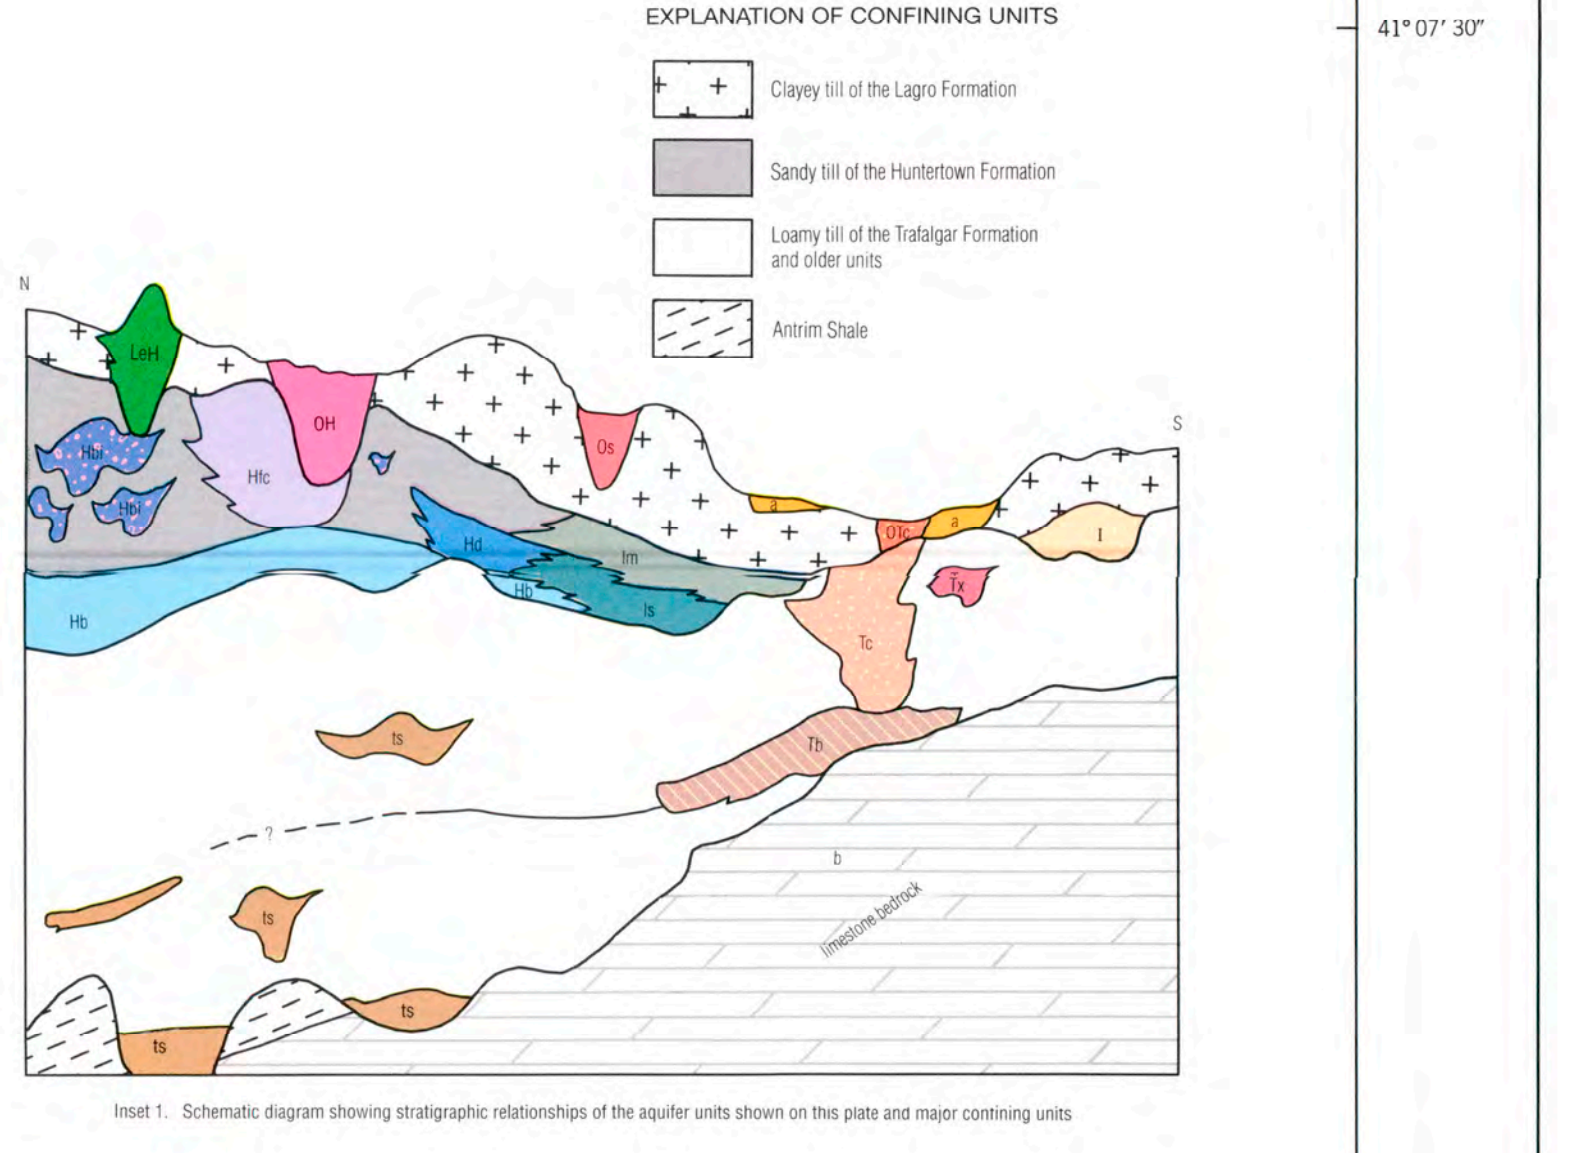 EXPLANATION OF CONFINING UNITS
41° 07′ 30″
Clayey till of the Lagro Formation
Sandy till of the Huntertown Formation
Loamy till of the Trafalgar Formation
and older units
Antrim Shale
N
S
LeH
OH
Hbi
Hfc
Os
Hbi
a
a
OTc
I
Hd
Im
Tx
Hb
Is
Hb
Tc
ts
Tb
?
b
limestone bedrock
ts
ts
ts
Inset 1. Schematic diagram showing stratigraphic relationships of the aquifer units shown on this plate and major confining units